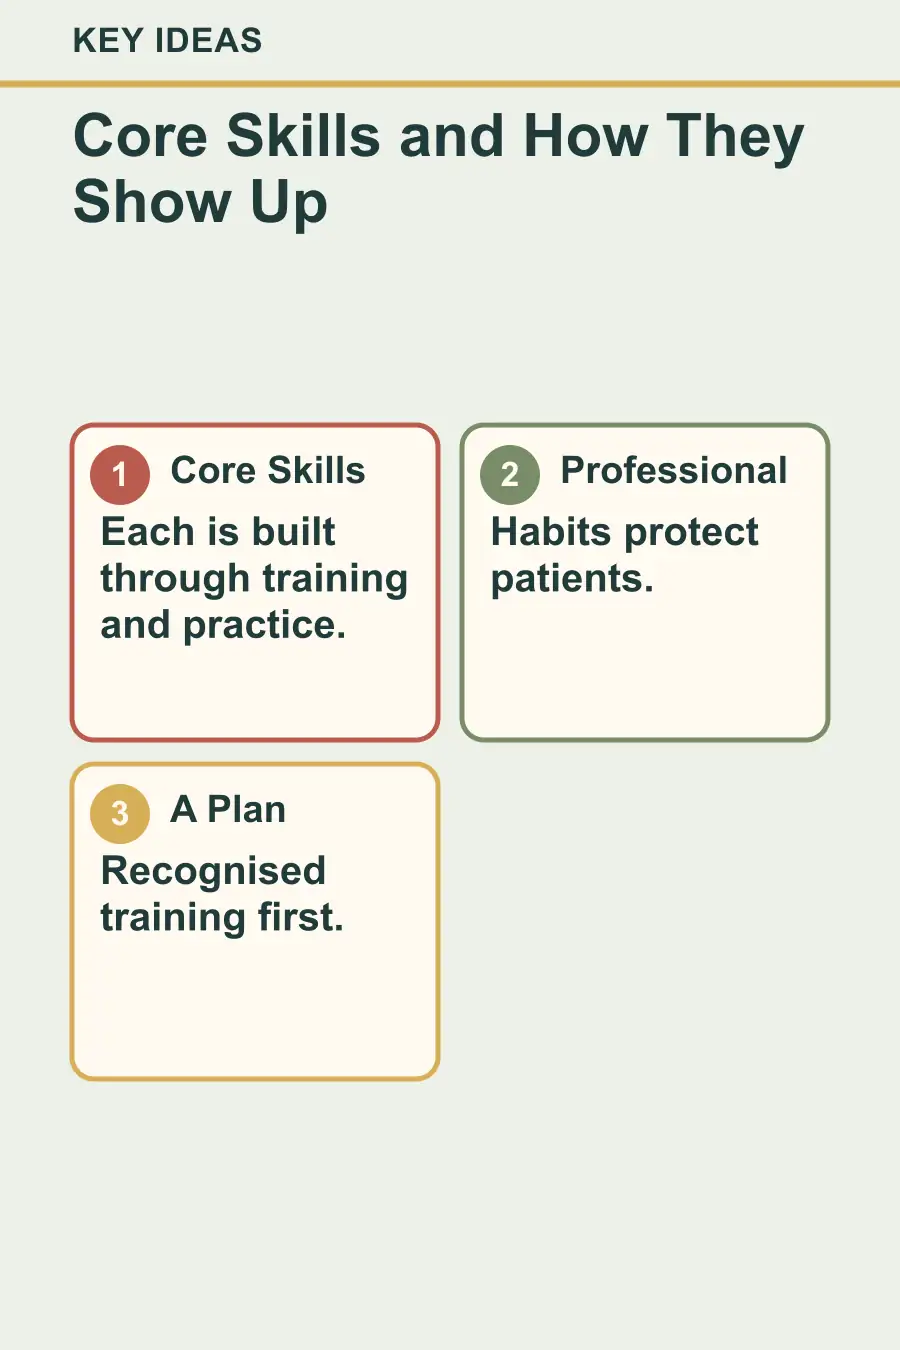 KEY IDEAS
Core Skills and How They
Show Up
1 Core Skills
Each is built
through training
and practice.
2 Professional
Habits protect
patients.
3 A Plan
Recognised
training first.